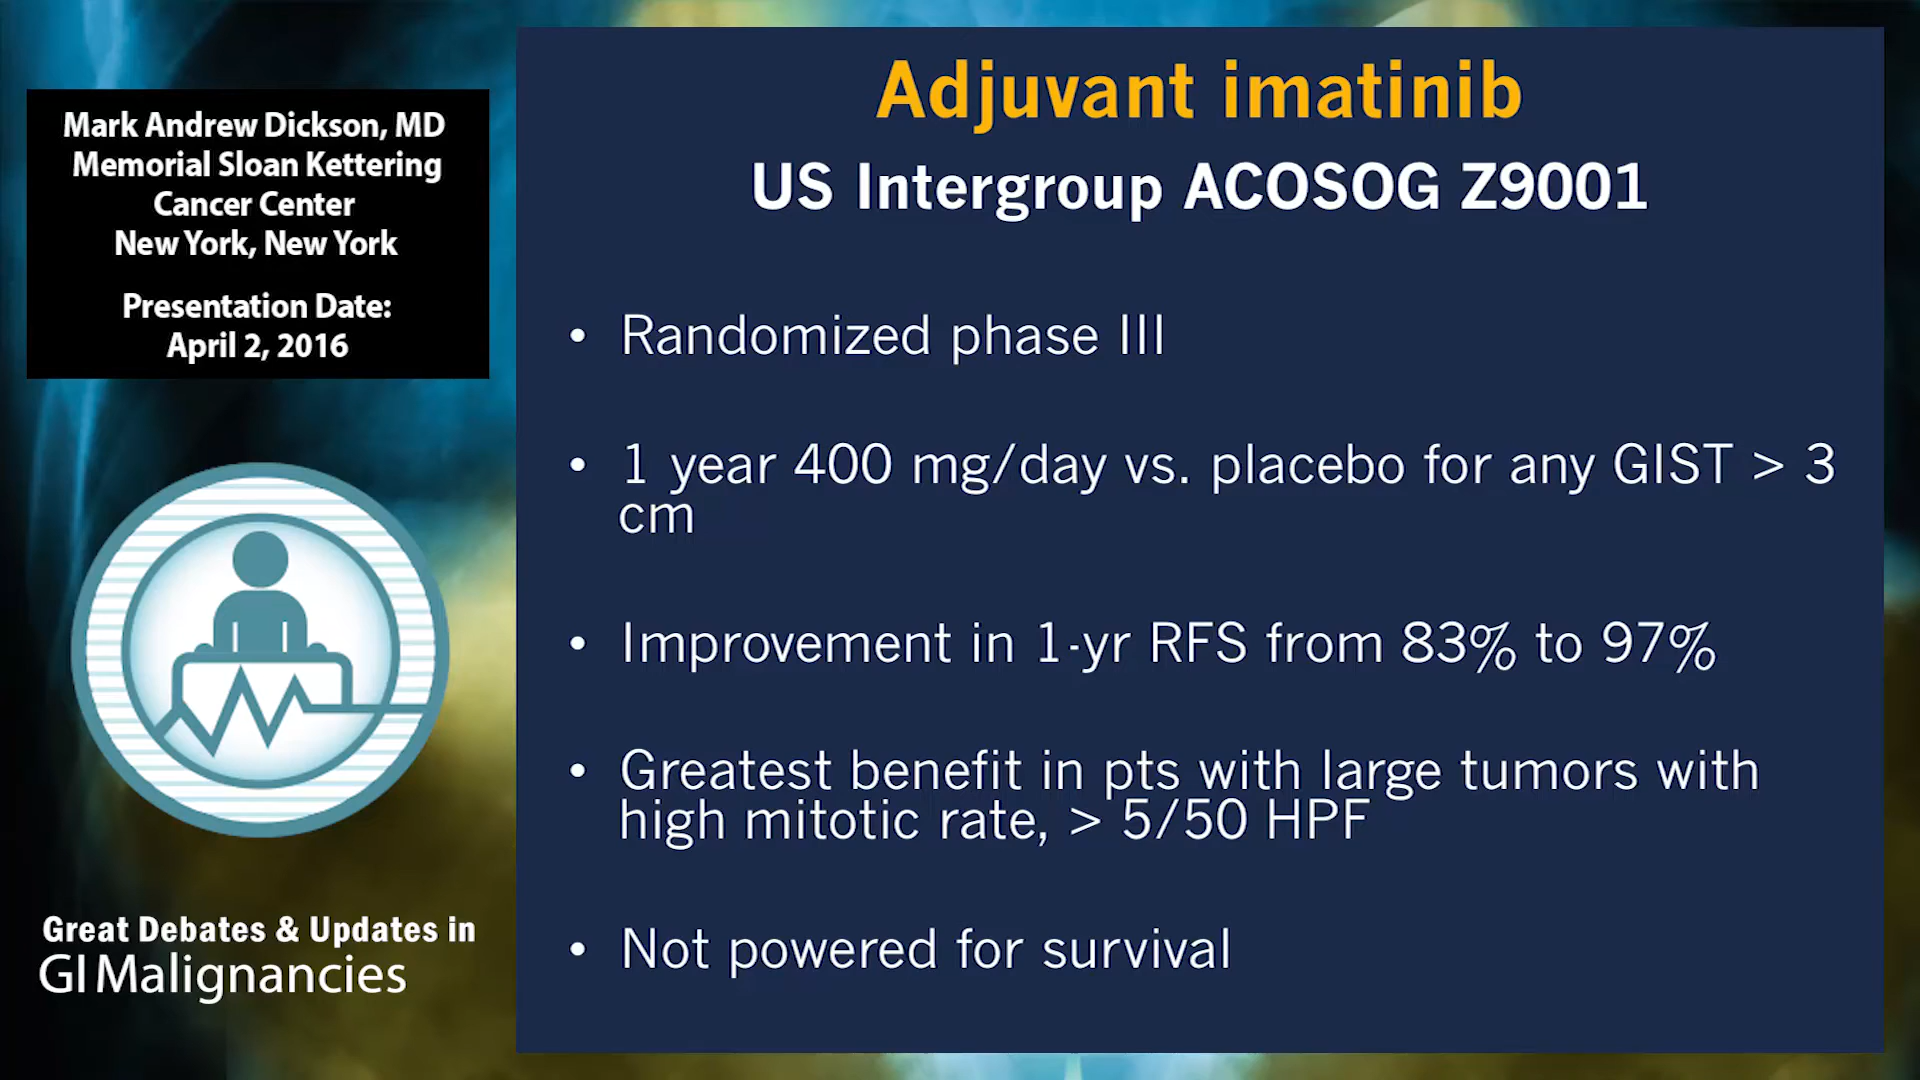 Mark Andrew Dickson, MD
Memorial Sloan Kettering
Cancer Center
New York, New York
Presentation Date:
April 2, 2016
Great Debates & Updates in
GI Malignancies
Adjuvant imatinib
US Intergroup ACOSOG Z9001
• Randomized phase III
• 1 year 400 mg/day vs. placebo for any GIST > 3
cm
• Improvement in 1-yr RFS from 83% to 97%
• Greatest benefit in pts with large tumors with
high mitotic rate, > 5/50 HPF
• Not powered for survival